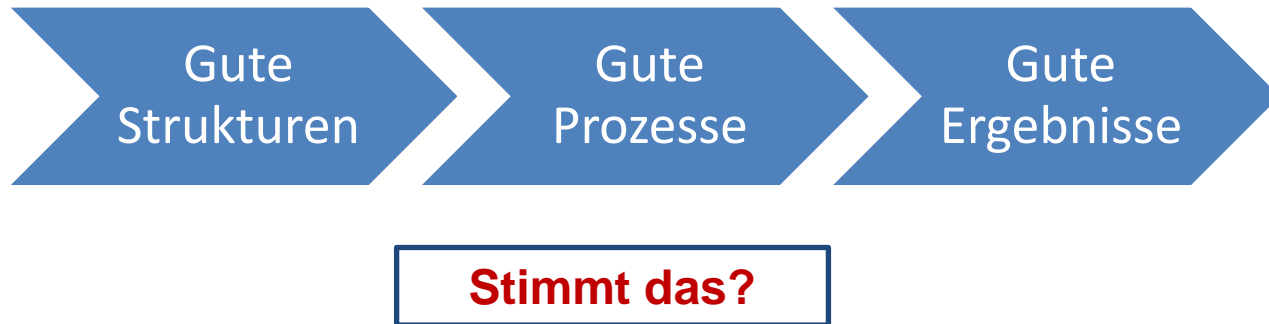 Gute
Strukturen
Gute
Prozesse
Gute
Ergebnisse
Stimmt das?